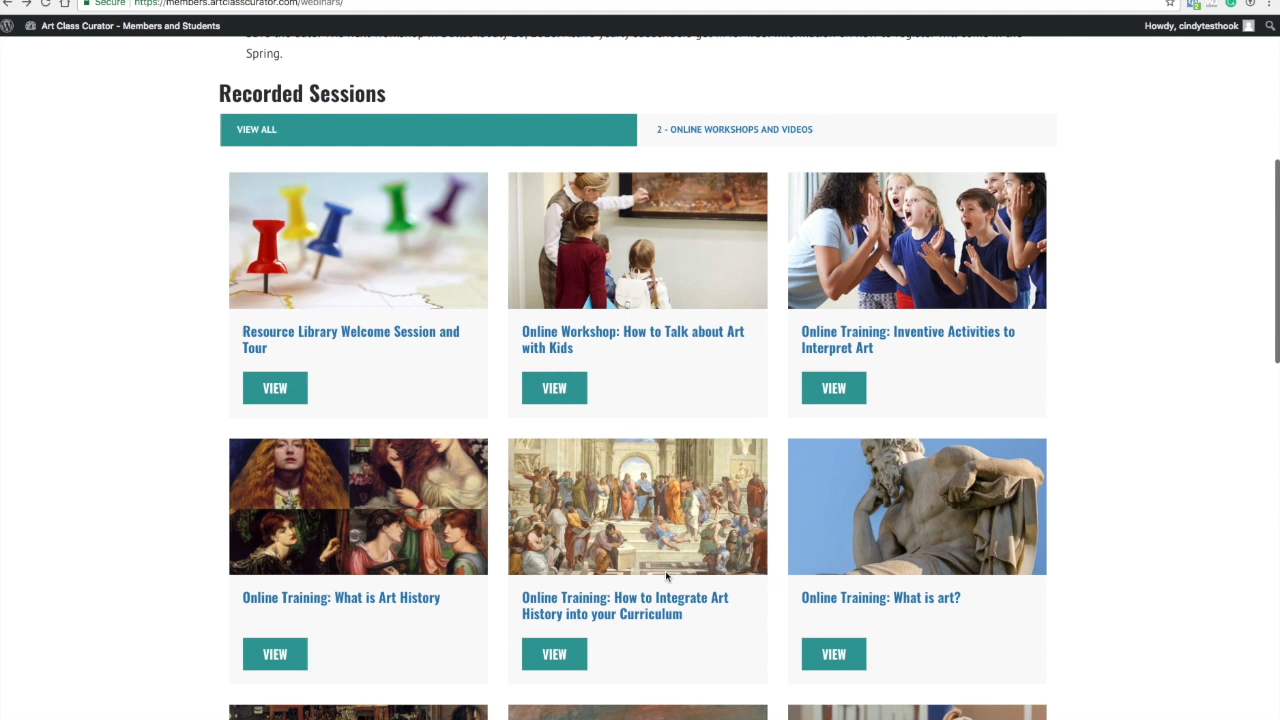 Secure https://members.artclasscurator.com/webinars/
Art Class Curator – Members and Students
Howdy, cindytesthook
Spring.
Recorded Sessions
VIEW ALL
2 - ONLINE WORKSHOPS AND VIDEOS
Resource Library Welcome Session and
Tour
VIEW
Online Workshop: How to Talk about Art
with Kids
VIEW
Online Training: Inventive Activities to
Interpret Art
VIEW
Online Training: What is Art History
VIEW
Online Training: How to Integrate Art
History into your Curriculum
VIEW
Online Training: What is art?
VIEW